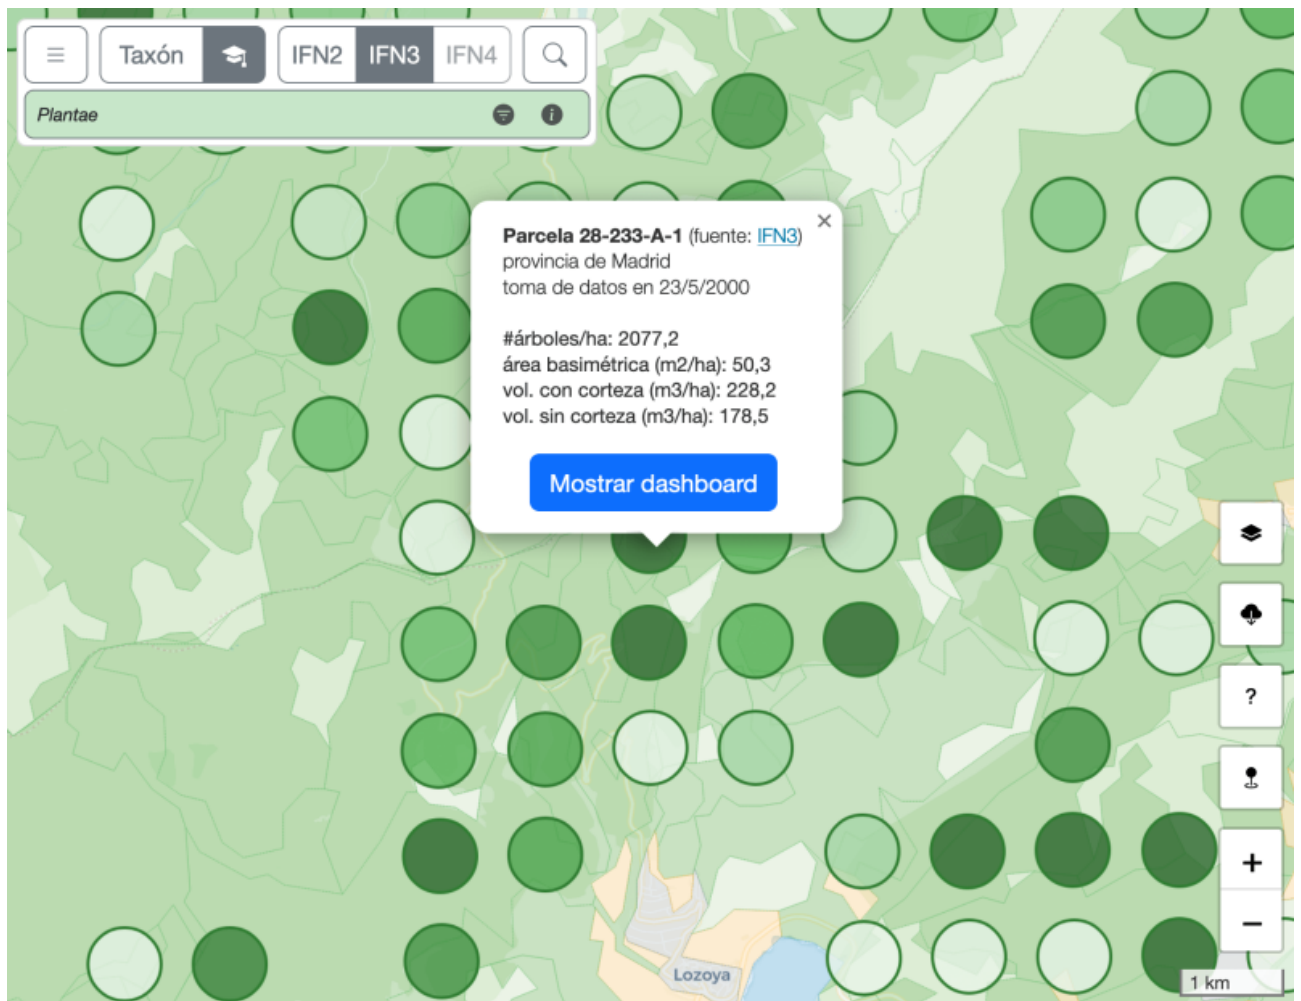 Taxón IFN2 IFN3 IFN4
Plantae
Parcela 28-233-A-1 (fuente: IFN3)
provincia de Madrid
toma de datos en 23/5/2000
#árboles/ha: 2077,2
área basimétrica (m2/ha): 50,3
vol. con corteza (m3/ha): 228,2
vol. sin corteza (m3/ha): 178,5
Mostrar dashboard
?
+
−
Lozoya
1 km